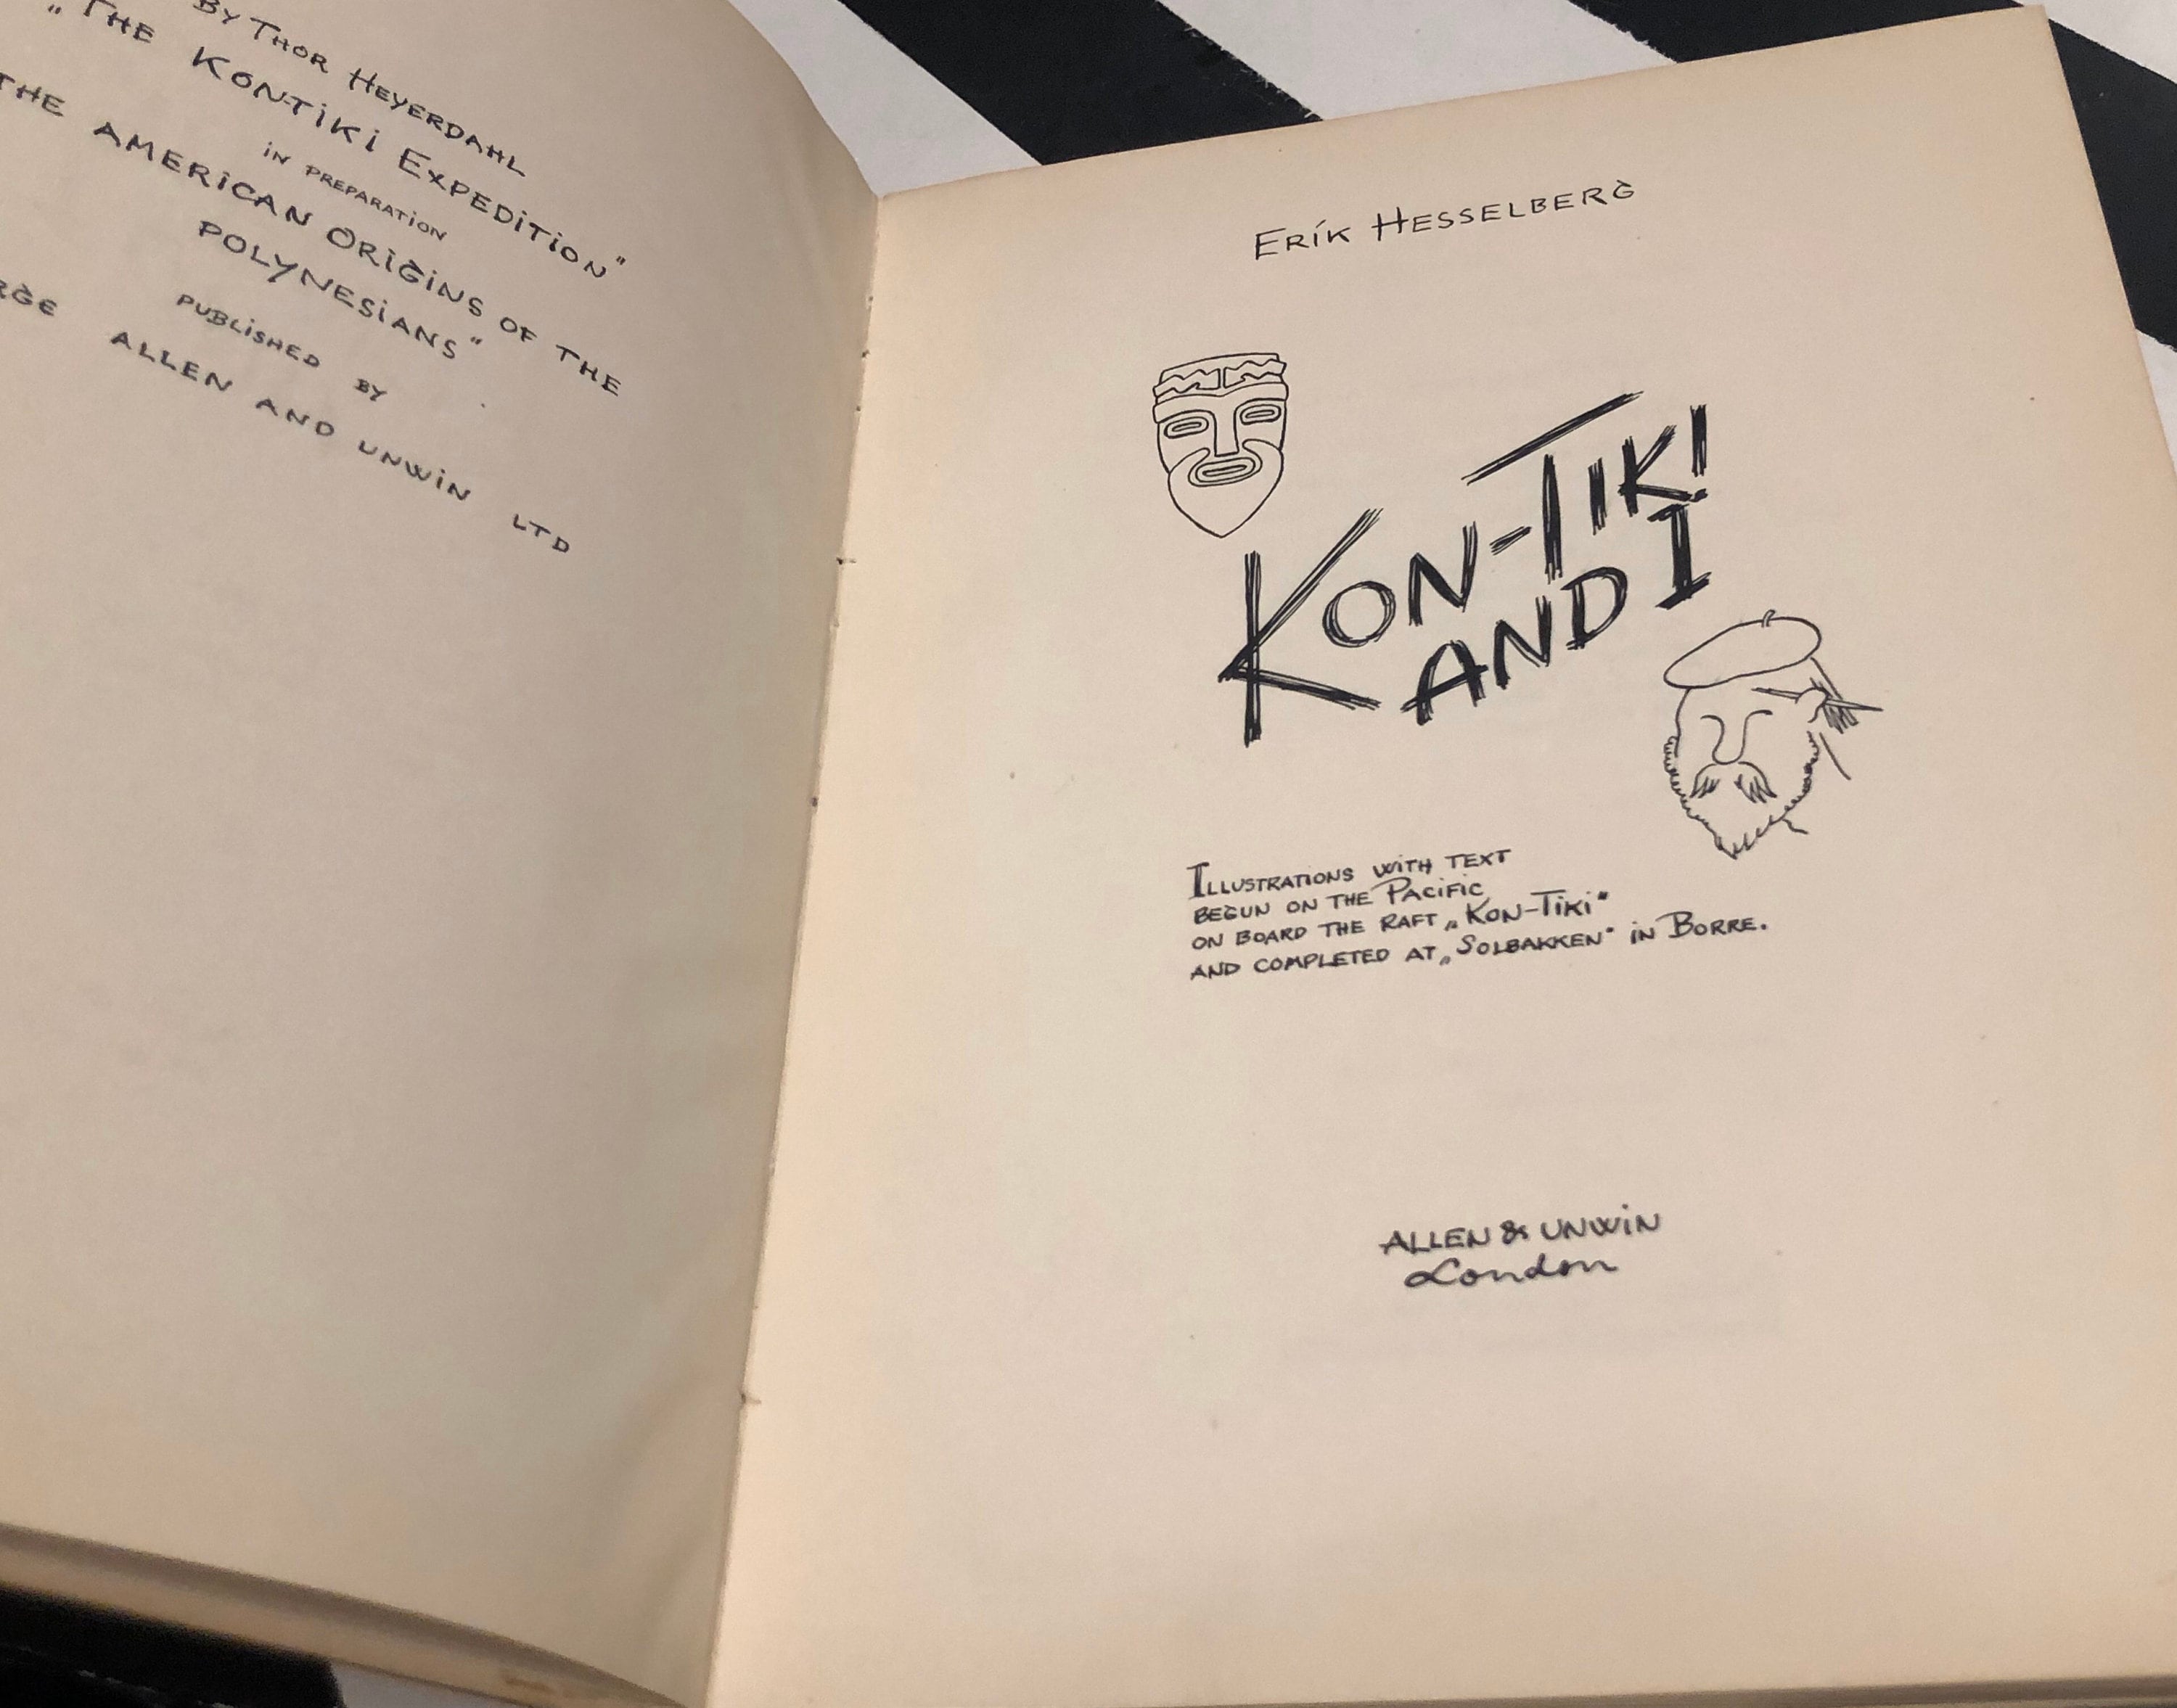 By Thor Heyerdahl
„The Kon-Tiki Expedition"
in preparation
The American Origins of the
Polynesians"
published by
Allen and Unwin Ltd
Erik Hesselberg
Kon-Tiki
and I
Illustrations with text
begun on the Pacific
on board the raft „Kon-Tiki"
and completed at „Solbakken" in Borre.
Allen & Unwin
London